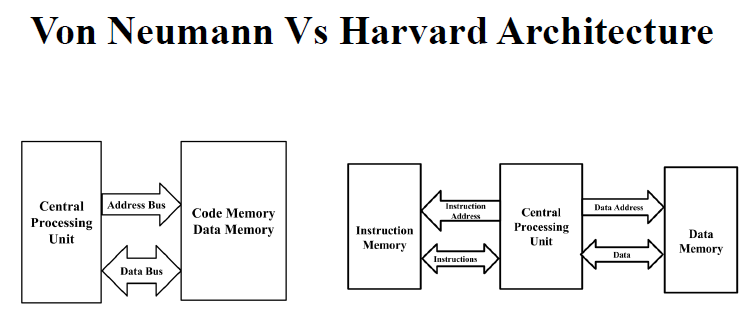 Von Neumann Vs Harvard Architecture
Central
Processing
Unit
Address Bus
Data Bus
Code Memory
Data Memory
Instruction
Memory
Instruction
Address
Instructions
Central
Processing
Unit
Data Address
Data
Data
Memory